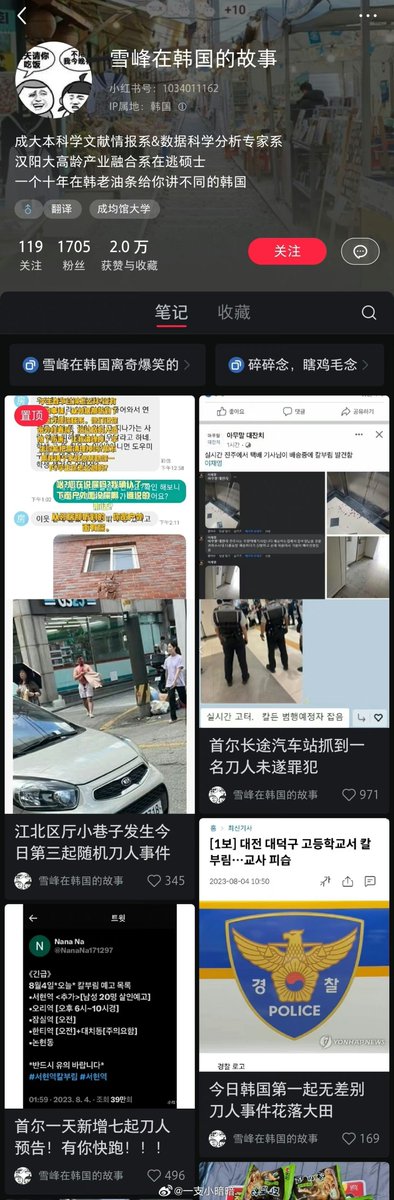 +10
天请你
吃饭
雪峰在韩国的故事
小红书号：1034011162
IP属地：韩国
成大本科学文献情报系&数据科学分析专家系
汉阳大高龄产业融合系在逃硕士
一个十年在韩老油条给你讲不同的韩国
翻译
成均馆大学
119
关注
1705
粉丝
2.0 万
获赞与收藏
关注
笔记
收藏
雪峰在韩国离奇爆笑的
碎碎念，瞎鸡毛念
置顶
오전 12:58
오후 2:11
江北区厅小巷子发生今
日第三起随机刀人事件
雪峰在韩国的故事
345
좋아요
댓글
공유하기
아무말 대잔치
1시간
실시간 진주에서 택배 기사님이 배송중에 칼부림 발견함
실시간 고터. 칼든 범행예정자 잡음
首尔长途汽车站抓到一
名刀人未遂罪犯
雪峰在韩国的故事
971
트윗
Nana Na
@NanaNa171297
《긴급》
8월4일*오늘* 칼부림 예고 목록
•서현역 <추가>[남성 20명 살인예고]
•오리역 [오후 6시~10시경]
•잠실역 [오전]
•한티역 [오전]+대치동[주의요함]
•논현동
*반드시 유의 바랍니다*
#서현역칼부림 #서현역
01:59 · 2023. 8. 4. · 조회 39만회
首尔一天新增七起刀人
预告！有你快跑！！！
雪峰在韩国的故事
496
홈 > 최신기사
[1보] 대전 대덕구 고등학교서 칼
부림…교사 피습
2023-08-04 10:50
경 찰
POLICE
YONHAPNEWS
경찰 로고
今日韩国第一起无差别
刀人事件花落大田
雪峰在韩国的故事
169
@一支小暗暗